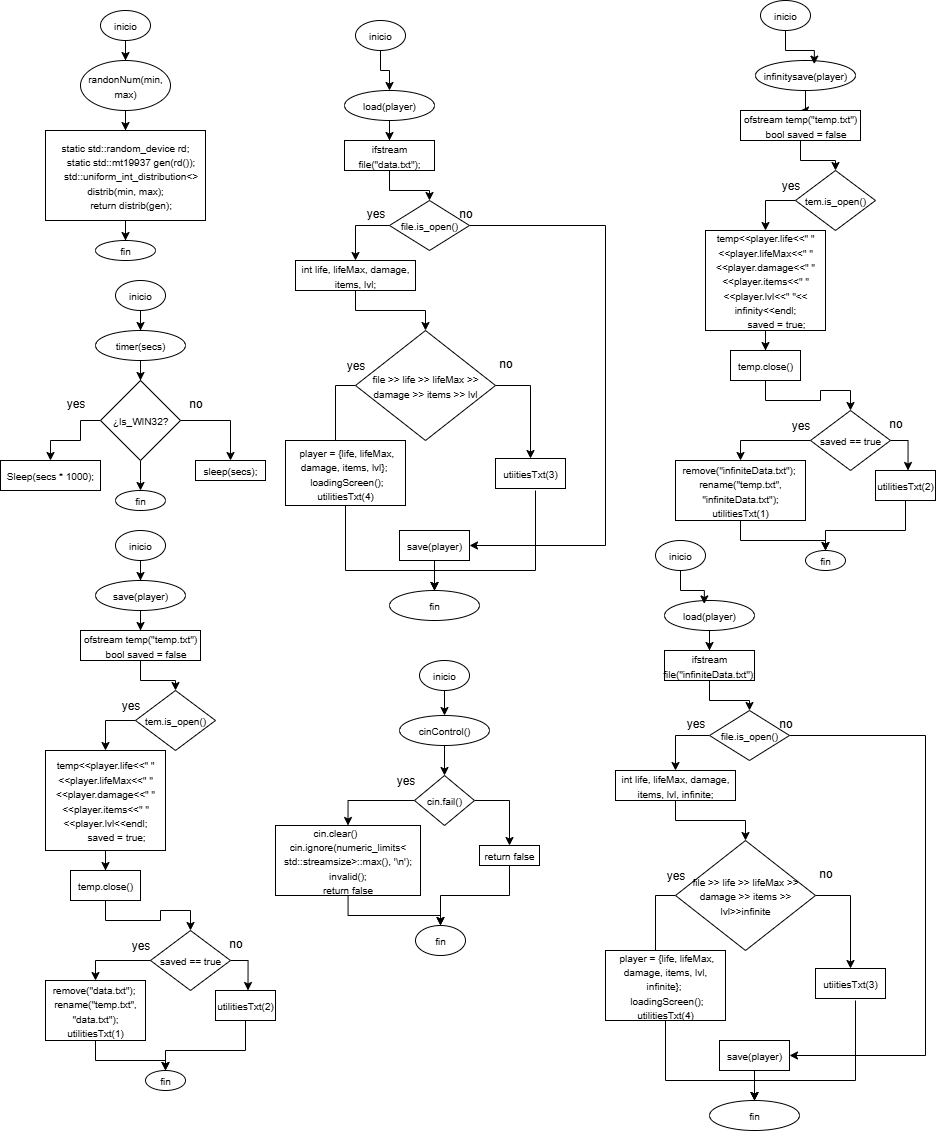 inicio
randonNum(min,
max)
static std::random_device rd;
static std::mt19937 gen(rd());
std::uniform_int_distribution<>
distrib(min, max);
return distrib(gen);
fin
inicio
timer(secs)
¿Is_WIN32?
yes
no
Sleep(secs * 1000);
sleep(secs);
fin
inicio
save(player)
ofstream temp("temp.txt")
bool saved = false
tem.is_open()
yes
temp<<player.life<<" "
<<player.lifeMax<<" "
<<player.damage<<" "
<<player.items<<" "
<<player.lvl<<endl;
saved = true;
temp.close()
saved == true
yes
no
remove("data.txt");
rename("temp.txt",
"data.txt");
utilitiesTxt(1)
utilitiesTxt(2)
fin
inicio
load(player)
ifstream
file("data.txt");
file.is_open()
yes
no
int life, lifeMax, damage,
items, lvl;
file >> life >> lifeMax >>
damage >> items >> lvl
yes
no
player = {life, lifeMax,
damage, items, lvl};
loadingScreen();
utilitiesTxt(4)
utiitiesTxt(3)
save(player)
fin
inicio
cinControl()
cin.fail()
yes
cin.clear()
cin.ignore(numeric_limits<
std::streamsize>::max(), '\n');
invalid();
return false
return false
fin
inicio
infinitysave(player)
ofstream temp("temp.txt")
bool saved = false
tem.is_open()
yes
temp<<player.life<<" "
<<player.lifeMax<<" "
<<player.damage<<" "
<<player.items<<" "
<<player.lvl<<" "<<
infinity<<endl;
saved = true;
temp.close()
saved == true
yes
no
remove("infiniteData.txt");
rename("temp.txt",
"infiniteData.txt");
utilitiesTxt(1)
utilitiesTxt(2)
fin
inicio
load(player)
ifstream
file("infiniteData.txt")
file.is_open()
yes
no
int life, lifeMax, damage,
items, lvl, infinite;
file >> life >> lifeMax >>
damage >> items >>
lvl>>infinite
yes
no
player = {life, lifeMax,
damage, items, lvl,
infinite};
loadingScreen();
utilitiesTxt(4)
utiitiesTxt(3)
save(player)
fin